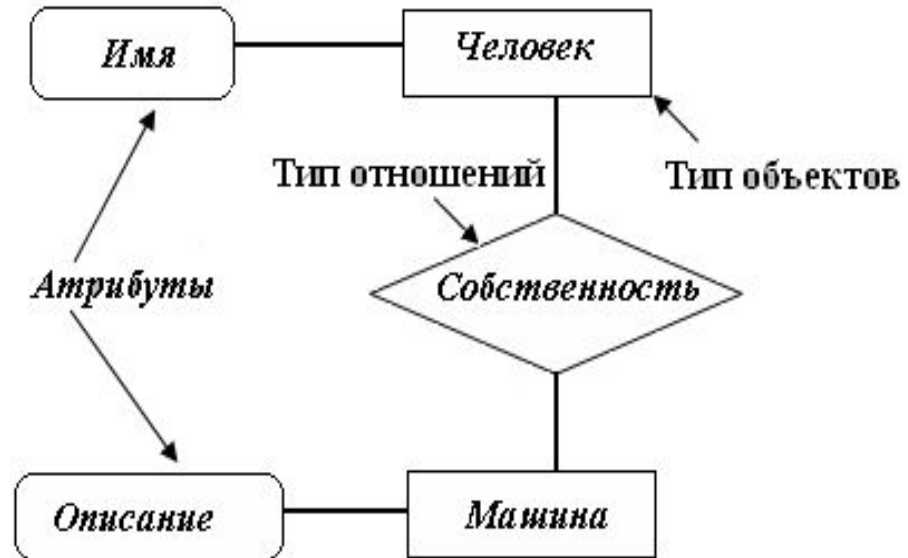 Имя
Человек
Тип отношений
Тип объектов
Атрибуты
Собственность
Описание
Машина